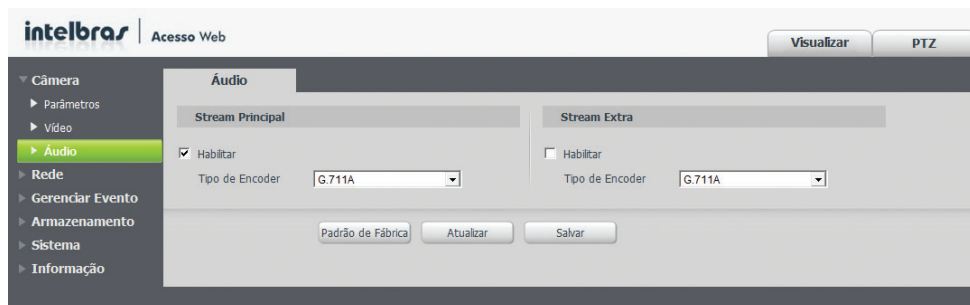 intelbras Acesso Web
Visualizar PTZ
Câmera
Parâmetros
Vídeo
Áudio
Rede
Gerenciar Evento
Armazenamento
Sistema
Informação
Áudio
Stream Principal
Habilitar
Tipo de Encoder G.711A
Stream Extra
Habilitar
Tipo de Encoder G.711A
Padrão de Fábrica Atualizar Salvar